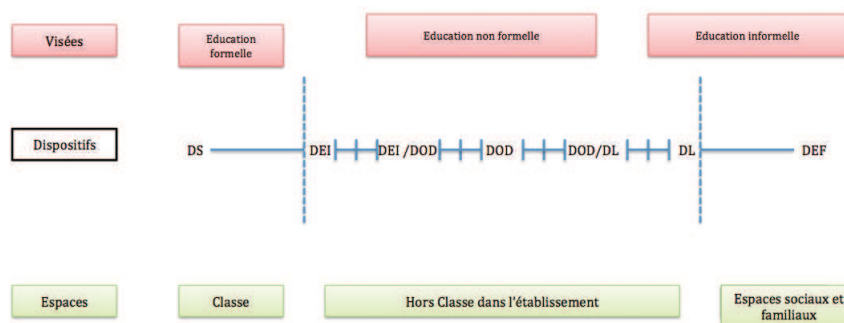 Visées
Education
formelle
Education non formelle
Education informelle
Dispositifs
DS
DEI
DEI /DOD
DOD
DOD/DL
DL
DEF
Espaces
Classe
Hors Classe dans l'établissement
Espaces sociaux et
familiaux